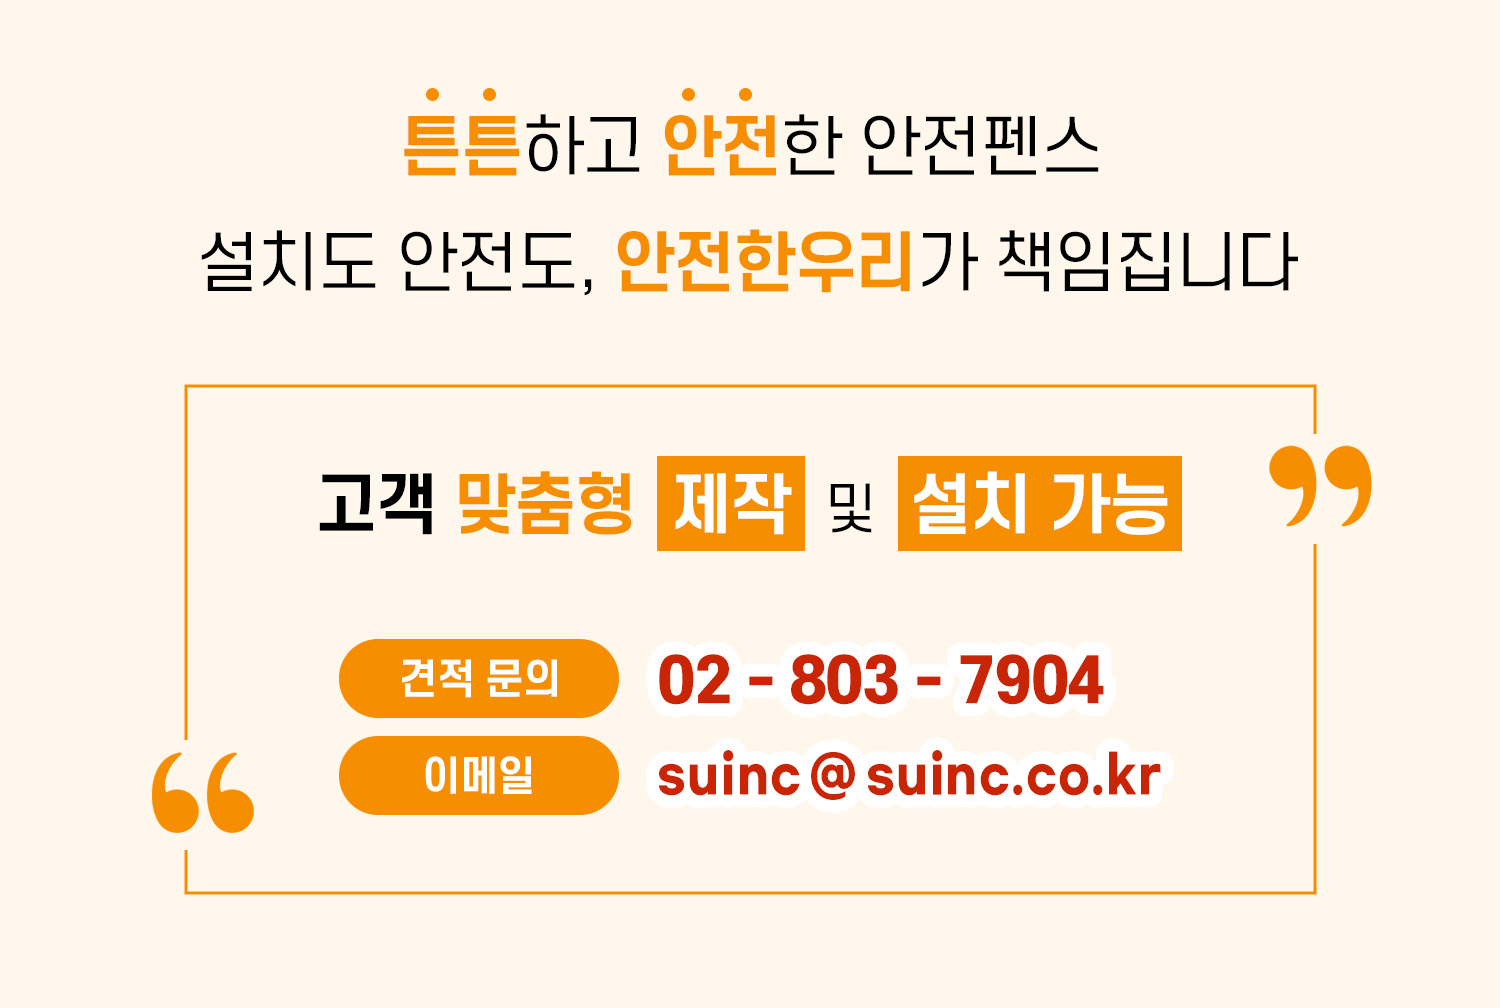 튼튼하고 안전한 안전펜스
설치도 안전도, 안전한우리가 책임집니다
고객 맞춤형 제작 및 설치 가능
견적 문의 02 - 803 - 7904
이메일 suinc@suinc.co.kr